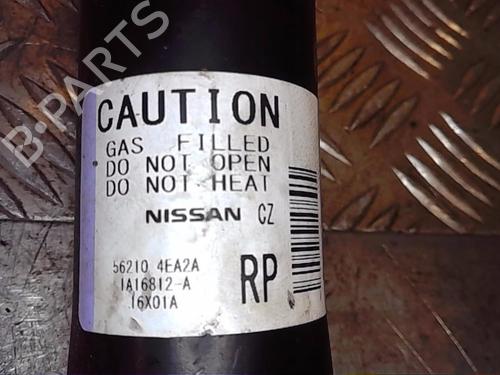 CAUTION
GAS FILLED
DO NOT OPEN
DO NOT HEAT
NISSAN CZ
56210 4EA2A
1A16812-A
16X01A
RP
B-PARTS